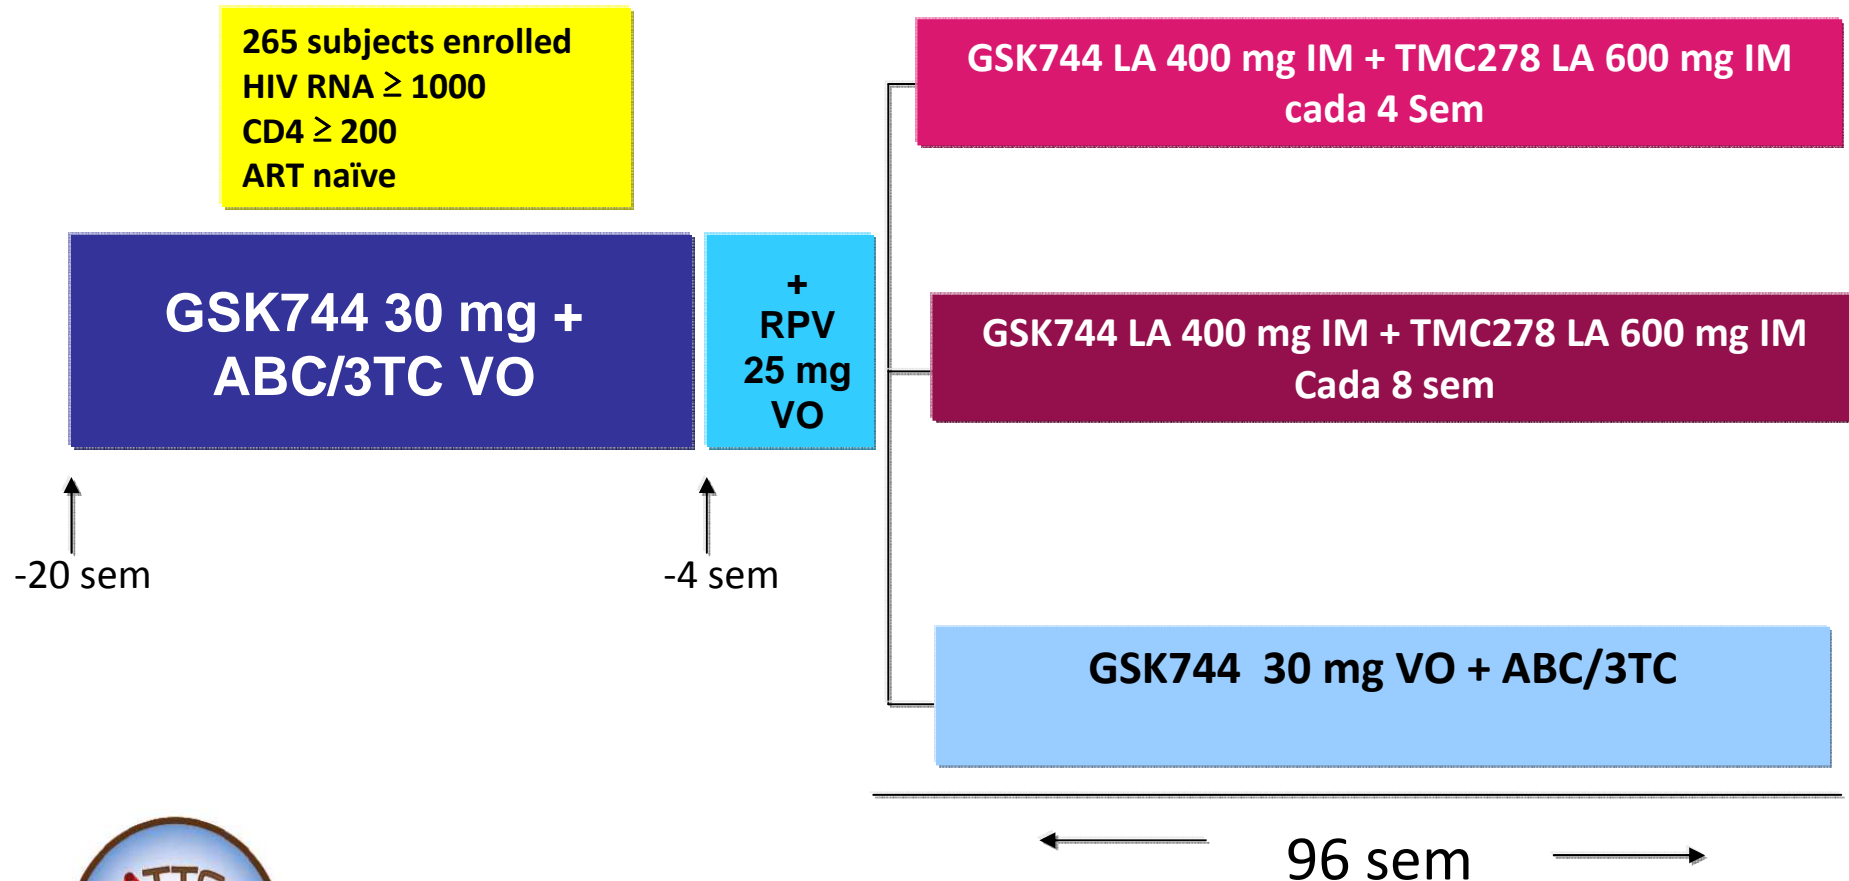 265 subjects enrolled
HIV RNA ≥ 1000
CD4 ≥ 200
ART naïve
GSK744 30 mg +
ABC/3TC VO
+
RPV
25 mg
VO
GSK744 LA 400 mg IM + TMC278 LA 600 mg IM
cada 4 Sem
GSK744 LA 400 mg IM + TMC278 LA 600 mg IM
Cada 8 sem
GSK744 30 mg VO + ABC/3TC
-20 sem
-4 sem
96 sem